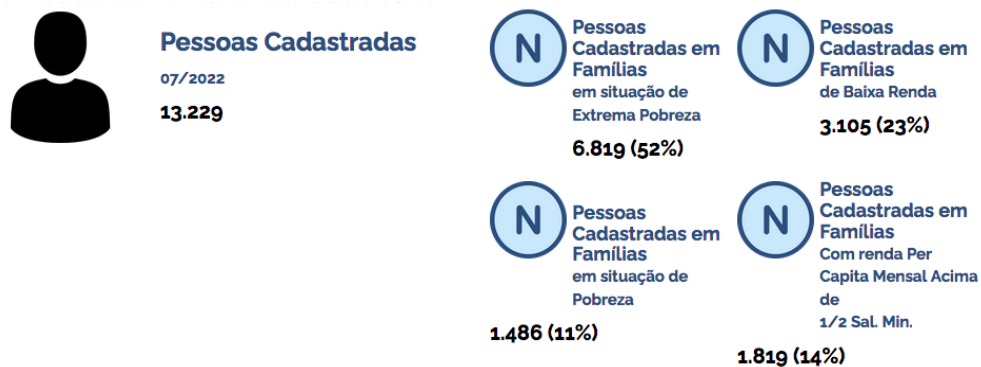 Pessoas Cadastradas
07/2022
13.229
N
Pessoas
Cadastradas em
Famílias
em situação de
Extrema Pobreza
6.819 (52%)
N
Pessoas
Cadastradas em
Famílias
de Baixa Renda
3.105 (23%)
N
Pessoas
Cadastradas em
Famílias
em situação de
Pobreza
1.486 (11%)
N
Pessoas
Cadastradas em
Famílias
Com renda Per
Capita Mensal Acima
de
1/2 Sal. Min.
1.819 (14%)